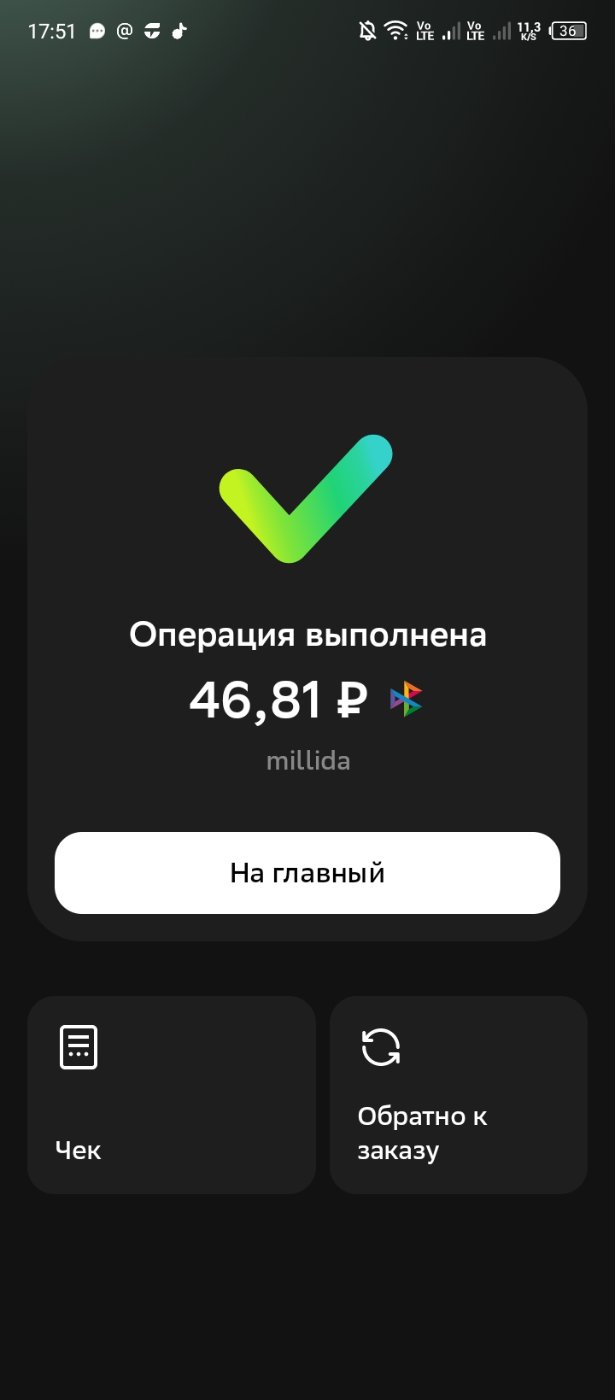 17:51 @ Vo LTE Vo LTE 11,3 K/S 36
Операция выполнена
46,81 ₽
millida
На главный
Чек
Обратно к
заказу